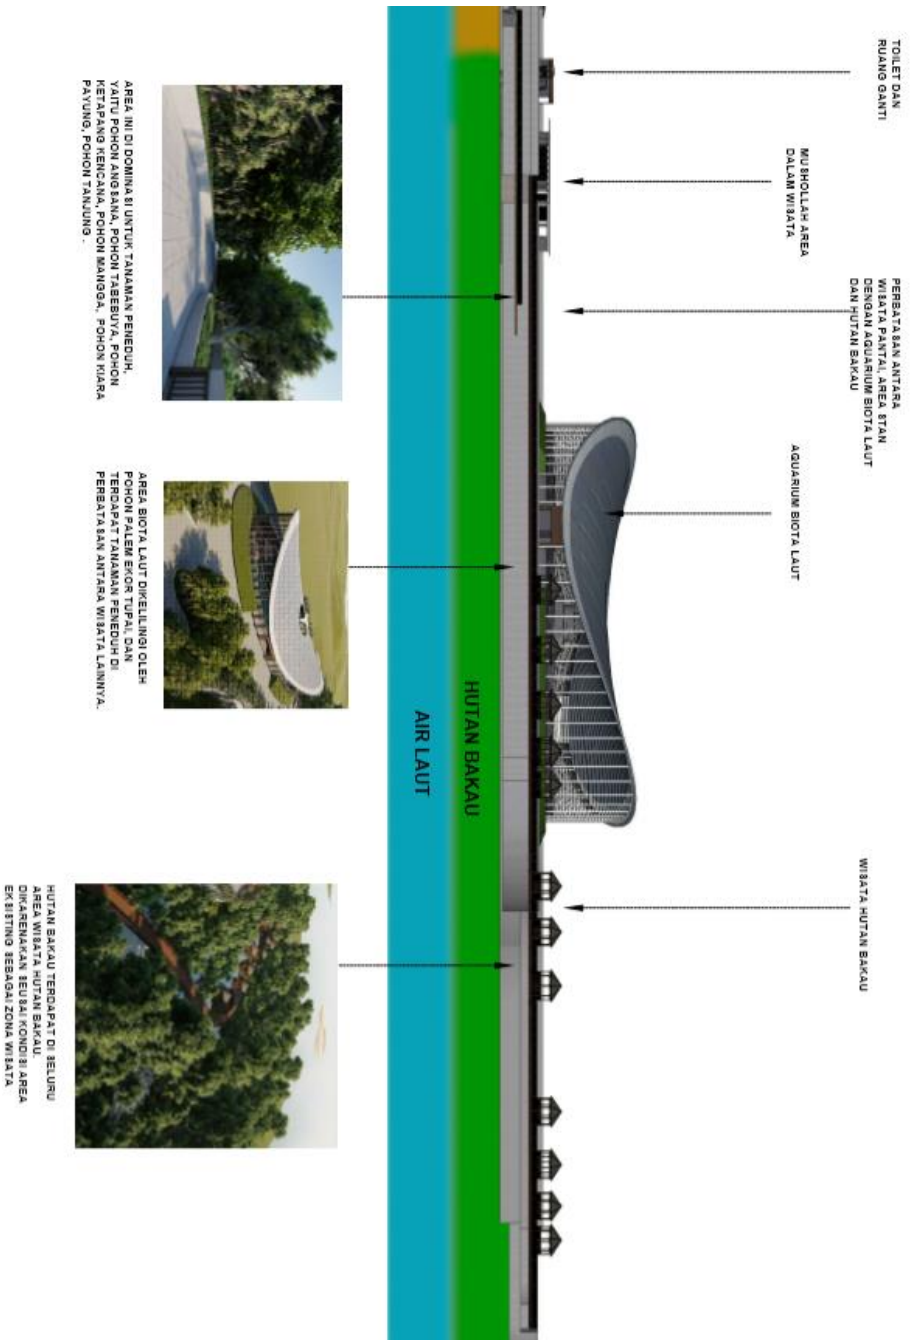 TOILET DAN
RUANG GANTI
MUSHOLLAH AREA
DALAM WISATA
PERBATASAN ANTARA
WISATA PANTAI, AREA STAN
DENGAN AQUARIUM BIOTA LAUT
DAN HUTAN BAKAU
AQUARIUM BIOTA LAUT
WISATA HUTAN BAKAU
HUTAN BAKAU
AIR LAUT
AREA INI DI DOMINASI UNTUK TANAMAN PENEDUH,
YAITU POHON ANGSANA, POHON TABEBUYA, POHON
KETAPANG KENCANA, POHON MANGGA, POHON KIARA
PAYUNG, POHON TANJUNG .
AREA BIOTA LAUT DIKELILINGI OLEH
POHON PALEM EKOR TUPAI, DAN
TERDAPAT TANAMAN PENEDUH DI
PERBATASAN ANTARA WISATA LAINNYA.
HUTAN BAKAU TERDAPAT DI SELURU
AREA WISATA HUTAN BAKAU.
DIKARENAKAN SEUSAI KONDISI AREA
EKSISTING SEBAGAI ZONA WISATA